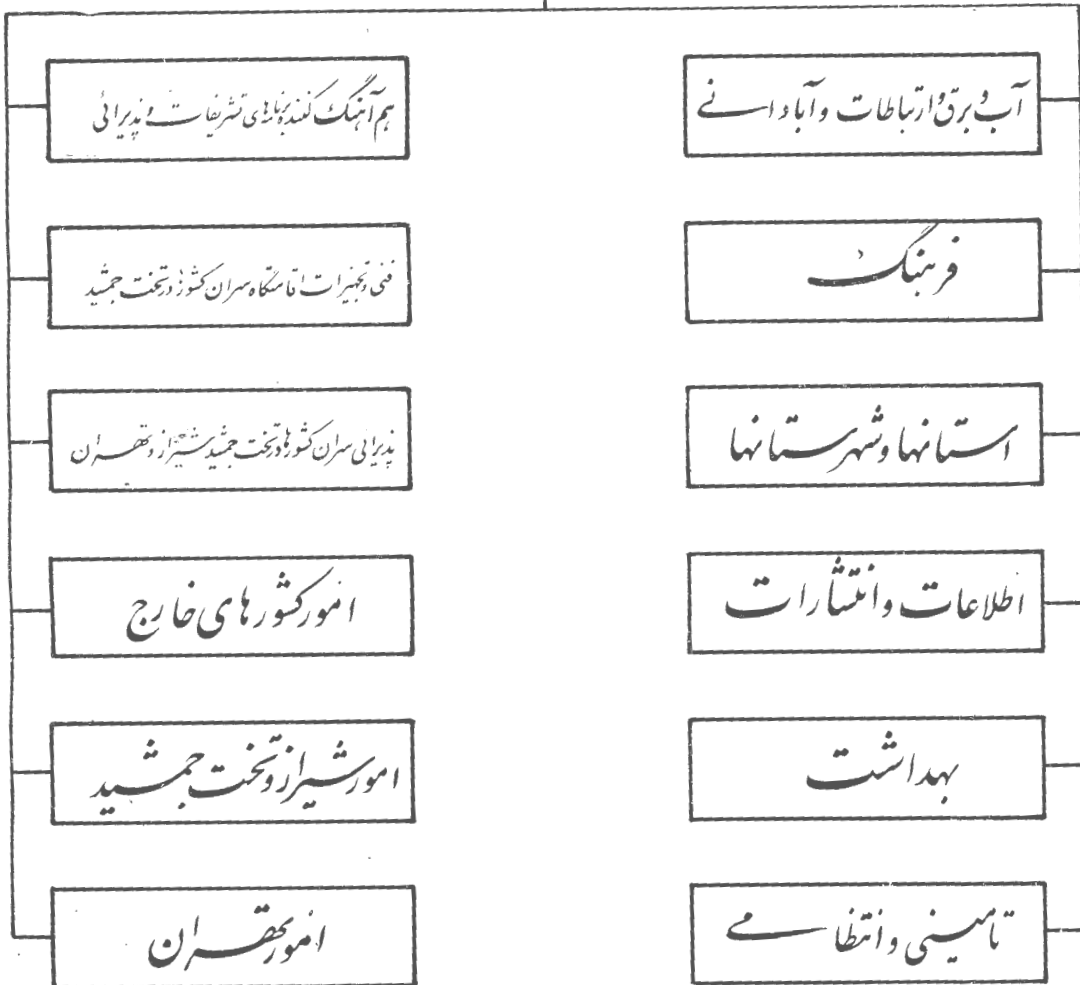 آب و برق و ارتباطات و آبادانی
فرهنگ
استانها و شهرستانها
اطلاعات و انتشارات
بهداشت
تامینی و انتظامی
هم آهنگ کننده برنامه‌های تشریفات و پذیرائی
فنی و تجهیزات اقامتگاه سران کشورها در تخت جمشید
پذیرائی سران کشورها در تخت جمشید شیراز و تهران
امور کشورهای خارج
امور شیراز و تخت جمشید
امور تهران